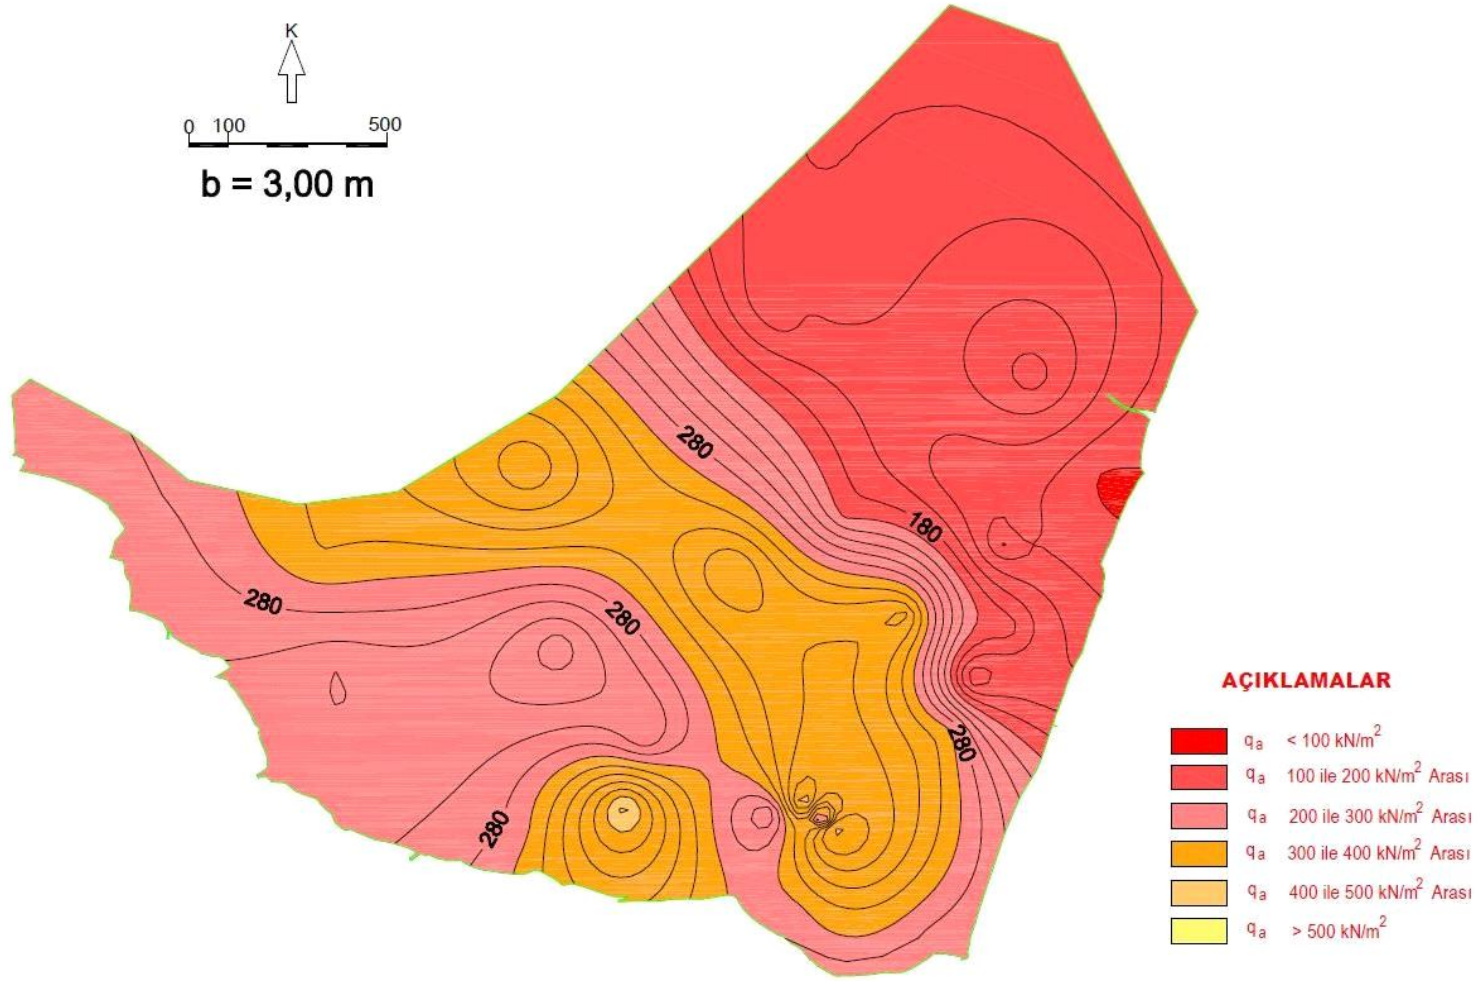 K
0 100 500
b = 3,00 m
280
180
280
280
280
280
AÇIKLAMALAR
qa < 100 kN/m²
qa 100 ile 200 kN/m² Arası
qa 200 ile 300 kN/m² Arası
qa 300 ile 400 kN/m² Arası
qa 400 ile 500 kN/m² Arası
qa > 500 kN/m²